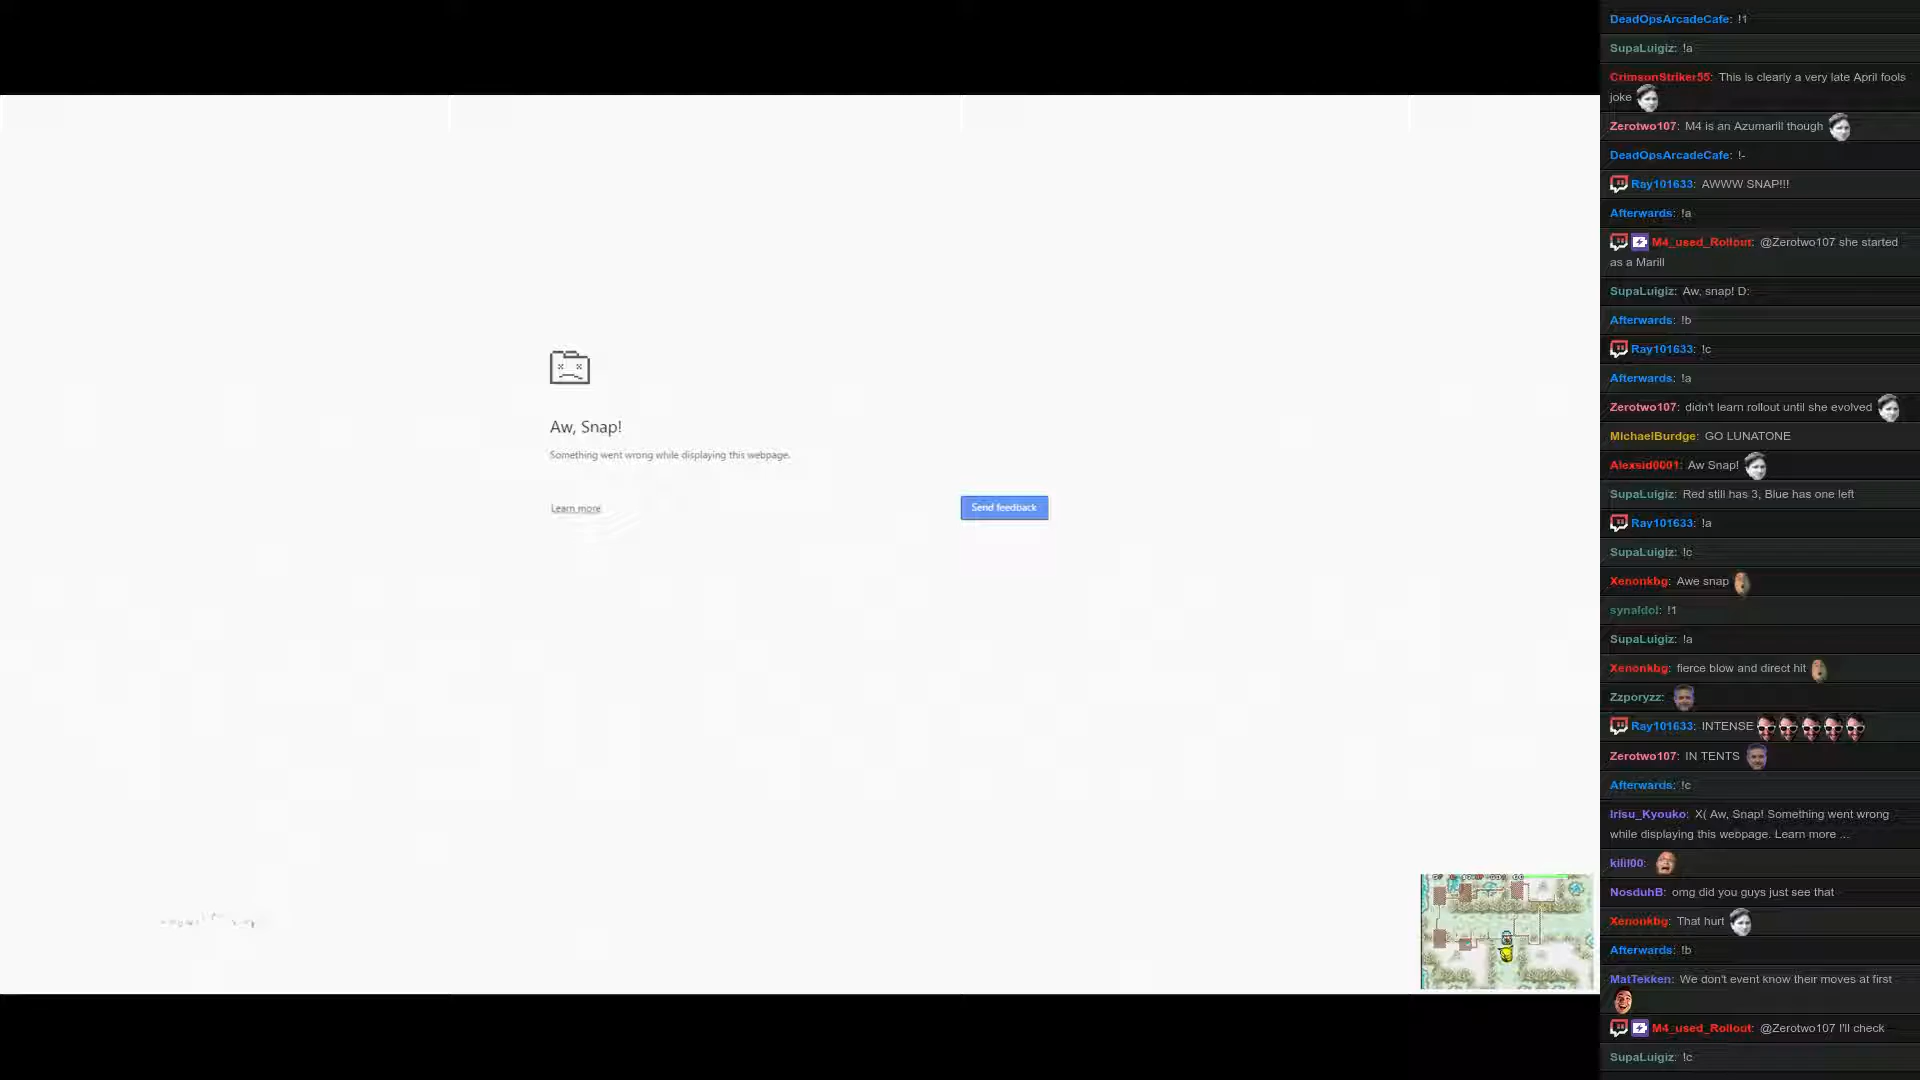 Aw, Snap!
Something went wrong while displaying this webpage.
Learn more
Send feedback
DeadOpsArcadeCafe: !1
SupaLuigiz: !a
CrimsonStriker55: This is clearly a very late April fools
joke
Zerotwo107: M4 is an Azumarill though
DeadOpsArcadeCafe: !-
Ray101633: AWWW SNAP!!!
Afterwards: !a
M4_used_Rollout: @Zerotwo107 she started
as a Marill
SupaLuigiz: Aw, snap! D:
Afterwards: !b
Ray101633: !c
Afterwards: !a
Zerotwo107: didn't learn rollout until she evolved
MichaelBurdge: GO LUNATONE
Alexsid0001: Aw Snap!
SupaLuigiz: Red still has 3, Blue has one left
Ray101633: !a
SupaLuigiz: !c
Xenonkbg: Awe snap
synaldol: !1
SupaLuigiz: !a
Xenonkbg: fierce blow and direct hit
Zzporyzz:
Ray101633: INTENSE
Zerotwo107: IN TENTS
Afterwards: !c
Irisu_Kyouko: X( Aw, Snap! Something went wrong
while displaying this webpage. Learn more ...
NosduhB: omg did you guys just see that
Xenonkbg: That hurt
Afterwards: !b
MatTekken: We don't event know their moves at first
M4_used_Rollout: @Zerotwo107 I'll check
SupaLuigiz: !c